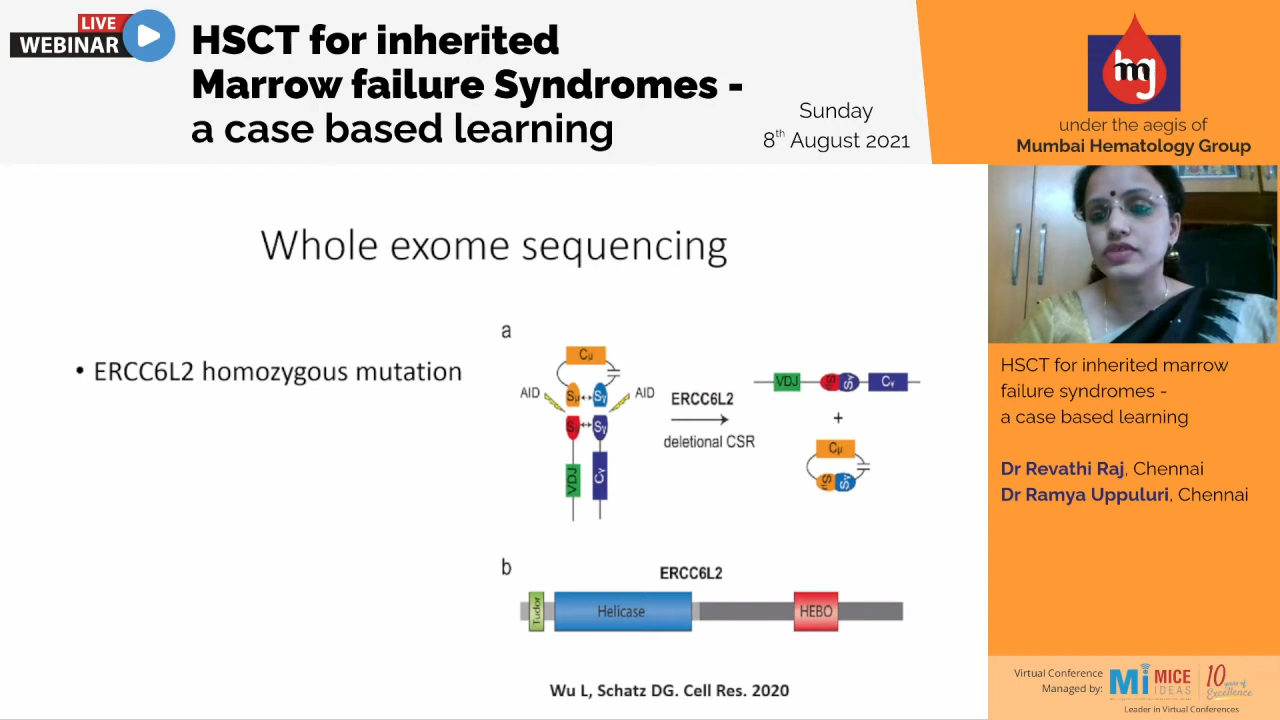 LIVE
WEBINAR
HSCT for inherited
Marrow failure Syndromes -
a case based learning
Sunday
8th August 2021
hmg
under the aegis of
Mumbai Hematology Group
Whole exome sequencing
• ERCC6L2 homozygous mutation
a
Cμ
AID
Sμ
Sγ
AID
Sμ
Sγ
VDJ
Cγ
ERCC6L2
deletional CSR
VDJ
Sμ
Sγ
Cγ
+
Cμ
Sμ
Sγ
b
ERCC6L2
Tudor
Helicase
HEBO
Wu L, Schatz DG. Cell Res. 2020
HSCT for inherited marrow
failure syndromes -
a case based learning
Dr Revathi Raj, Chennai
Dr Ramya Uppuluri, Chennai
Virtual Conference
Managed by:
Mi MICE
IDEAS
10 years of
Excellence
Leader in Virtual Conferences